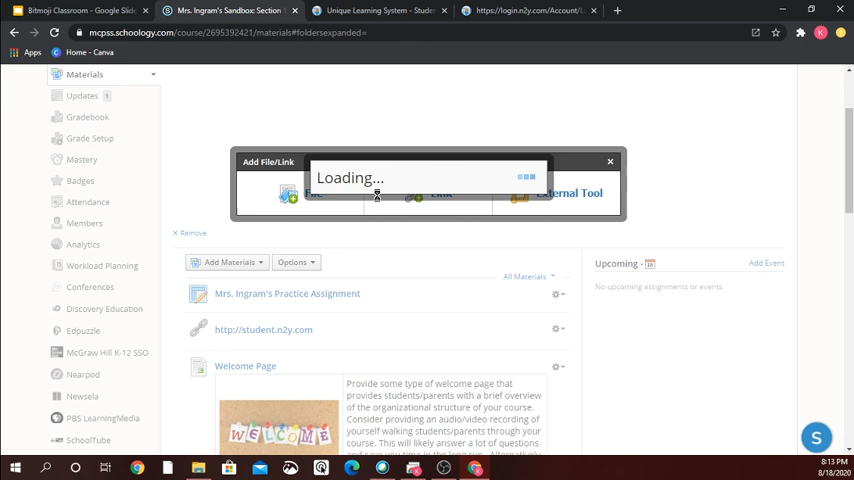 Bitmoji Classroom - Google Slide
Mrs. Ingram's Sandbox: Section
Unique Learning System - Studen
https://login.n2y.com/Account/L
mcpss.schoology.com/course/2695392421/materials#foldersexpanded=
K
Apps
Home - Canva
Materials
Updates 1
Gradebook
Grade Setup
Mastery
Badges
Attendance
Members
Analytics
Workload Planning
Conferences
Discovery Education
Edpuzzle
McGraw Hill K-12 SSO
Nearpod
Newsela
PBS LearningMedia
SchoolTube
Add File/Link
Loading...
File
Link
External Tool
Remove
Add Materials
Options
All Materials
Mrs. Ingram's Practice Assignment
http://student.n2y.com
Welcome Page
WELCOME
Provide some type of welcome page that
provides students/parents with a brief overview
of the organizational structure of your course.
Consider providing an audio/video recording of
yourself walking students/parents through your
course. This will likely answer a lot of questions
Upcoming - 18
Add Event
No upcoming assignments or events
S
8:13 PM
8/18/2020